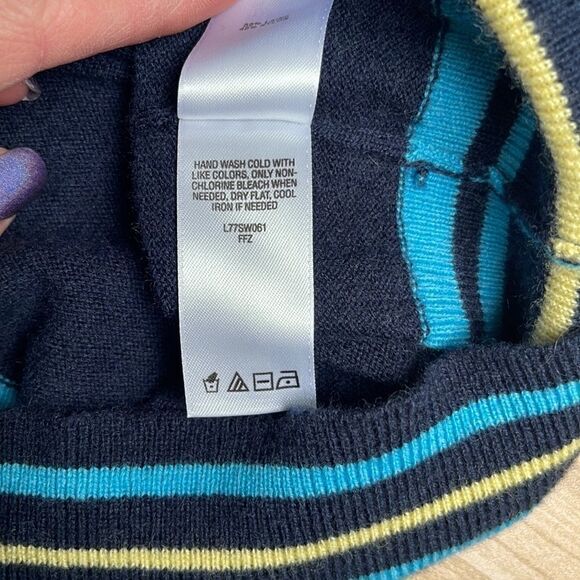 HAND WASH COLD WITH
LIKE COLORS, ONLY NON-
CHLORINE BLEACH WHEN
NEEDED, DRY FLAT, COOL
IRON IF NEEDED
L77SW061
FFZ